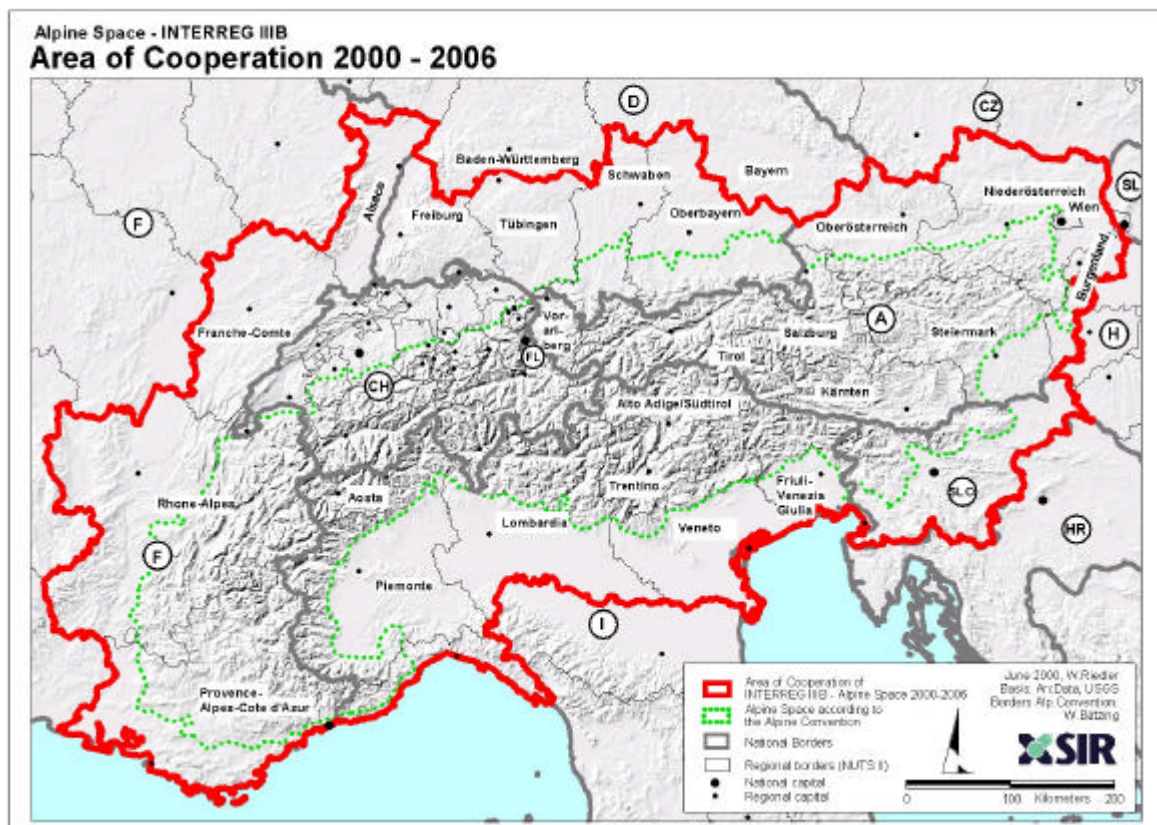 Alpine Space - INTERREG IIIB
Area of Cooperation 2000 - 2006
D
CZ
Baden-Württemberg
Schwaben
Bayern
SL
Alsace
Niederösterreich
Wien
F
Freiburg
Tübingen
Oberbayern
Oberösterreich
Burgenland
Franche-Comte
Vor-
arl-
berg
Salzburg
A
Steiermark
H
FL
Tirol
CH
Kärnten
Alto Adige/Südtirol
Aosta
Trentino
Friuli-
Venezia
Giulia
SLO
Rhone-Alpes
Lombardia
Veneto
HR
F
Piemonte
I
Provence-
Alpes-Cote d'Azur
Area of Cooperation of
INTERREG IIIB - Alpine Space 2000-2006
Alpine Space according to
the Alpine Convention
National Borders
Regional borders (NUTS II)
National capital
Regional capital
June 2000, W.Riedler
Basis: ArcData, USGS
Borders Alp.Convention:
W.Bätzing
SIR
0 100 Kilometers 200